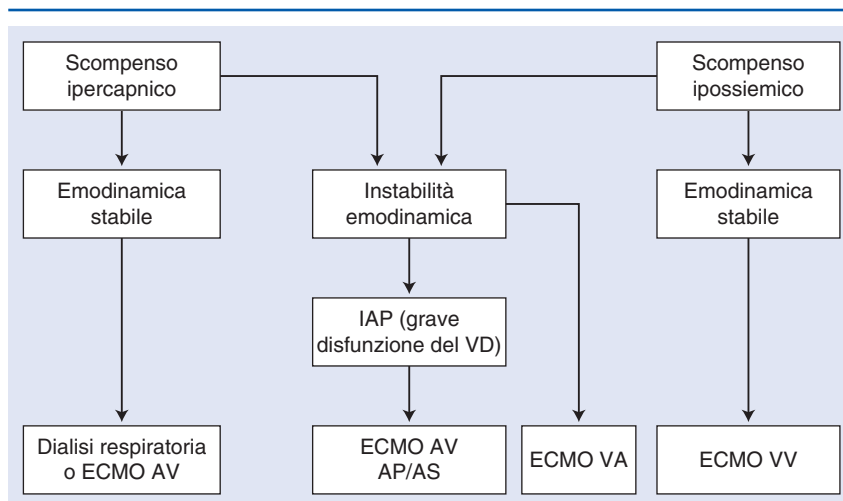 Scompenso
ipercapnico
Scompenso
ipossiemico
Emodinamica
stabile
Instabilità
emodinamica
Emodinamica
stabile
IAP (grave
disfunzione del VD)
Dialisi respiratoria
o ECMO AV
ECMO AV
AP/AS
ECMO VA
ECMO VV